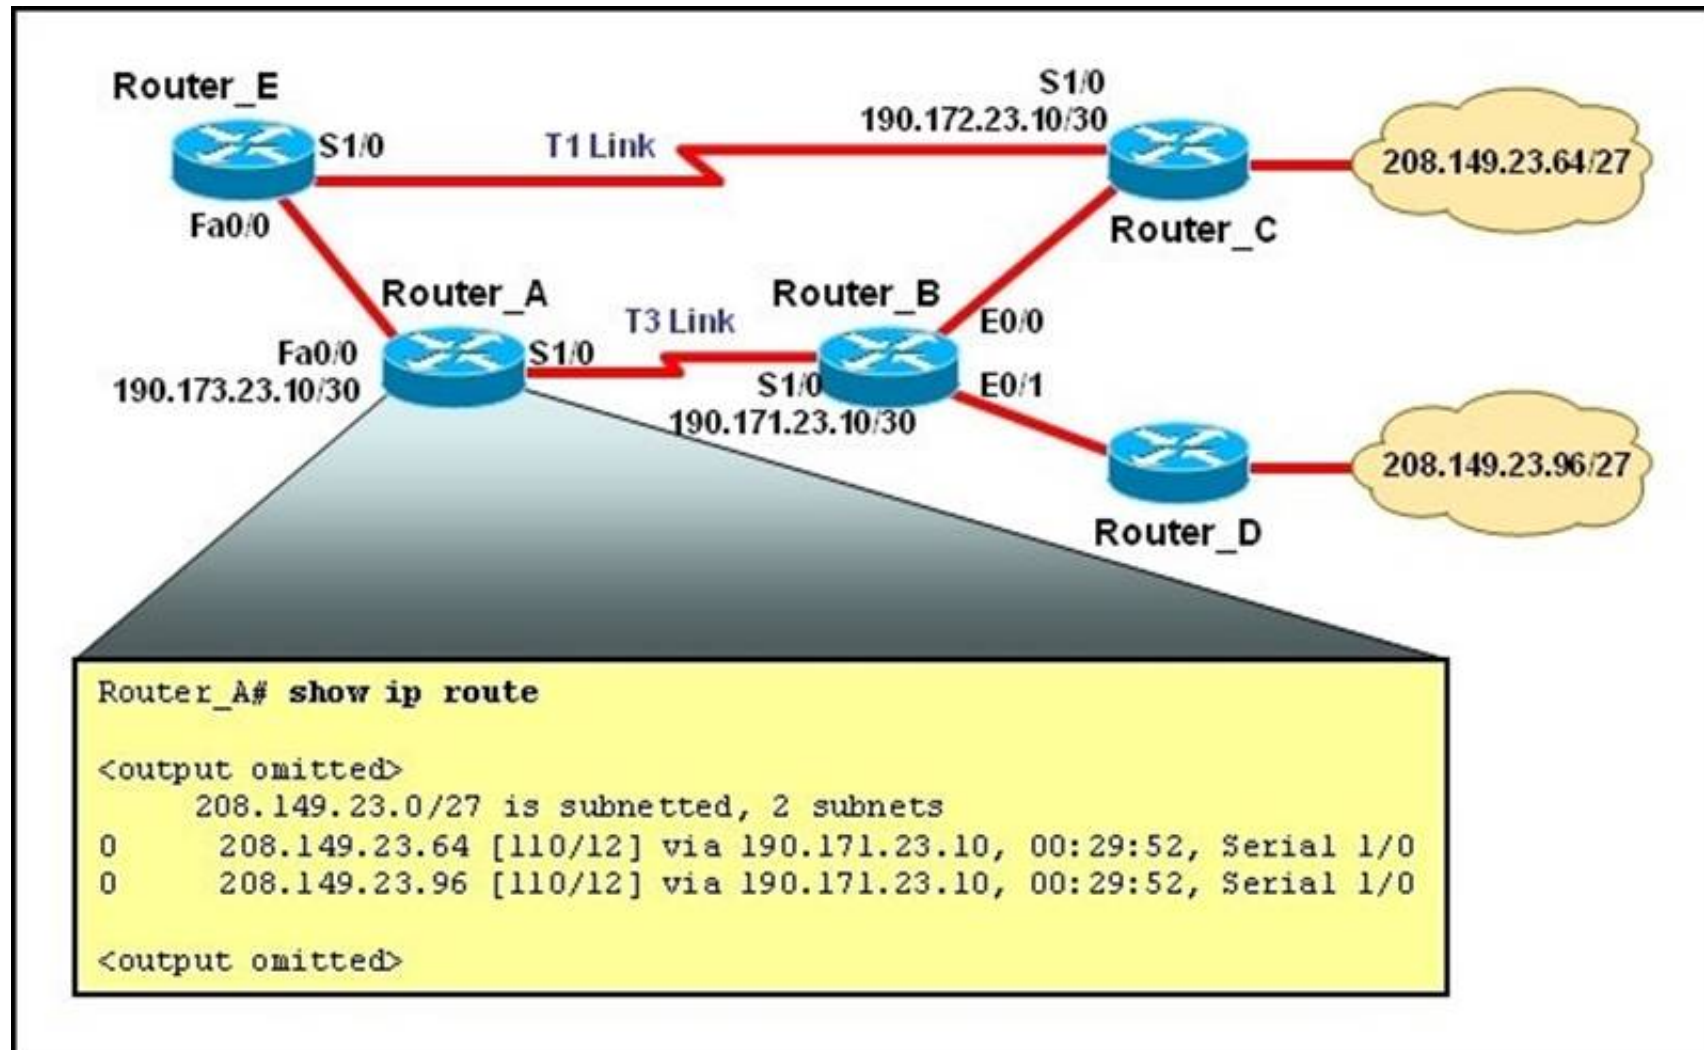 Router_E
S1/0
190.172.23.10/30
S1/0
T1 Link
208.149.23.64/27
Fa0/0
Router_C
Router_A
Router_B
T3 Link
E0/0
Fa0/0
190.173.23.10/30
S1/0
S1/0
190.171.23.10/30
E0/1
208.149.23.96/27
Router_D
Router_A# show ip route
<output omitted>
208.149.23.0/27 is subnetted, 2 subnets
O 208.149.23.64 [110/12] via 190.171.23.10, 00:29:52, Serial 1/0
O 208.149.23.96 [110/12] via 190.171.23.10, 00:29:52, Serial 1/0
<output omitted>